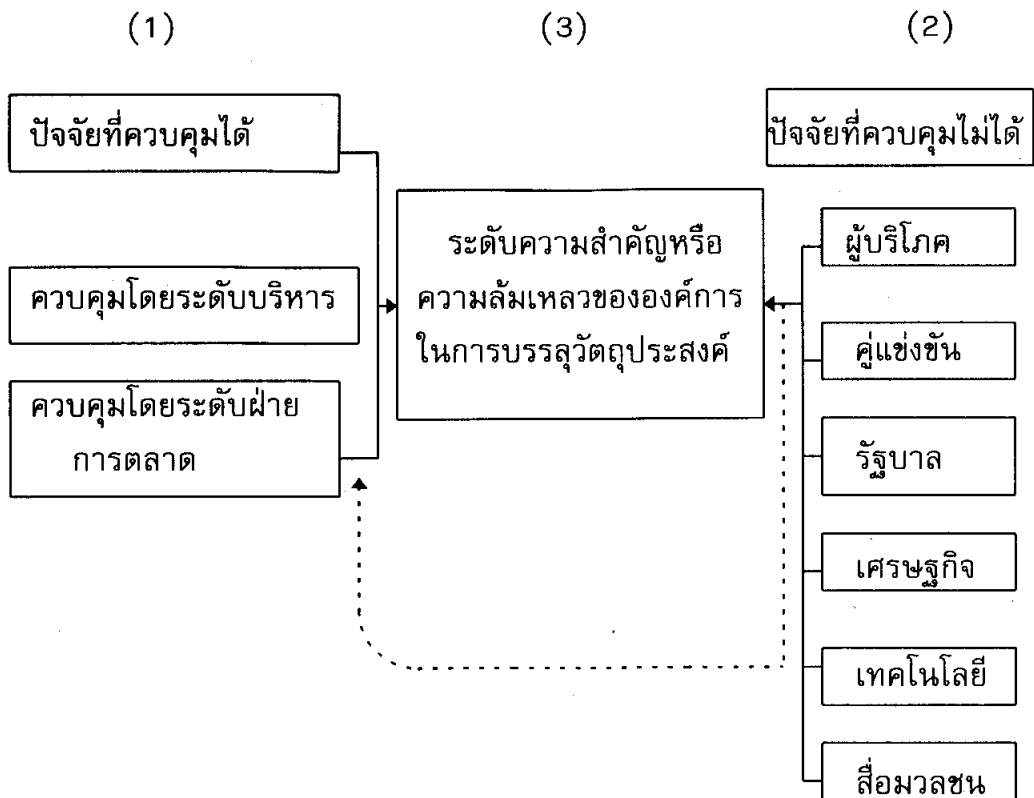 (1)
(3)
(2)
ปัจจัยที่ควบคุมได้
ปัจจัยที่ควบคุมไม่ได้
ควบคุมโดยระดับบริหาร
ควบคุมโดยระดับฝ่าย
การตลาด
ระดับความสำคัญหรือ
ความล้มเหลวขององค์การ
ในการบรรลุวัตถุประสงค์
ผู้บริโภค
คู่แข่งขัน
รัฐบาล
เศรษฐกิจ
เทคโนโลยี
สื่อมวลชน